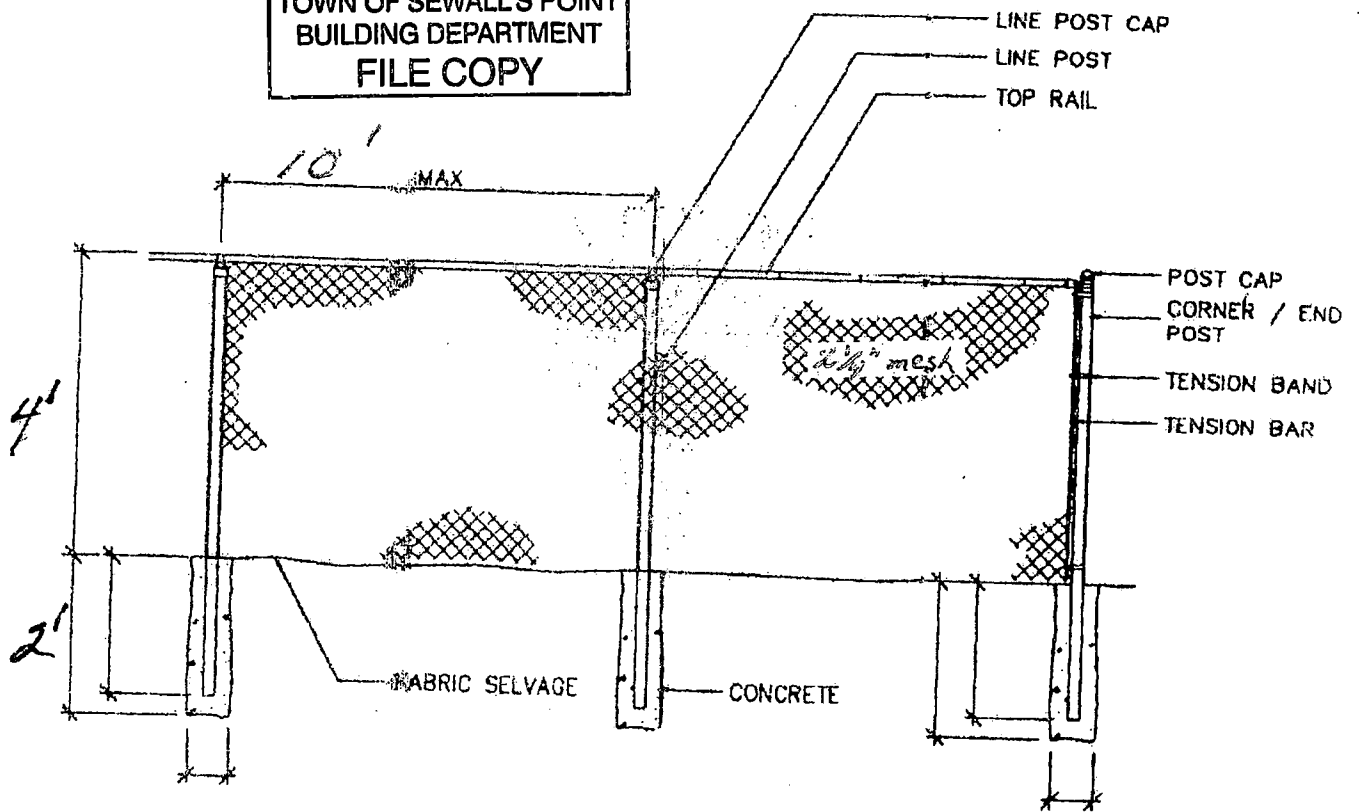 TOWN OF SEWALL'S POINT
BUILDING DEPARTMENT
FILE COPY
LINE POST CAP
LINE POST
TOP RAIL
10'
MAX
POST CAP
CORNER / END
POST
mesh
TENSION BAND
TENSION BAR
4'
2'
FABRIC SELVAGE
CONCRETE